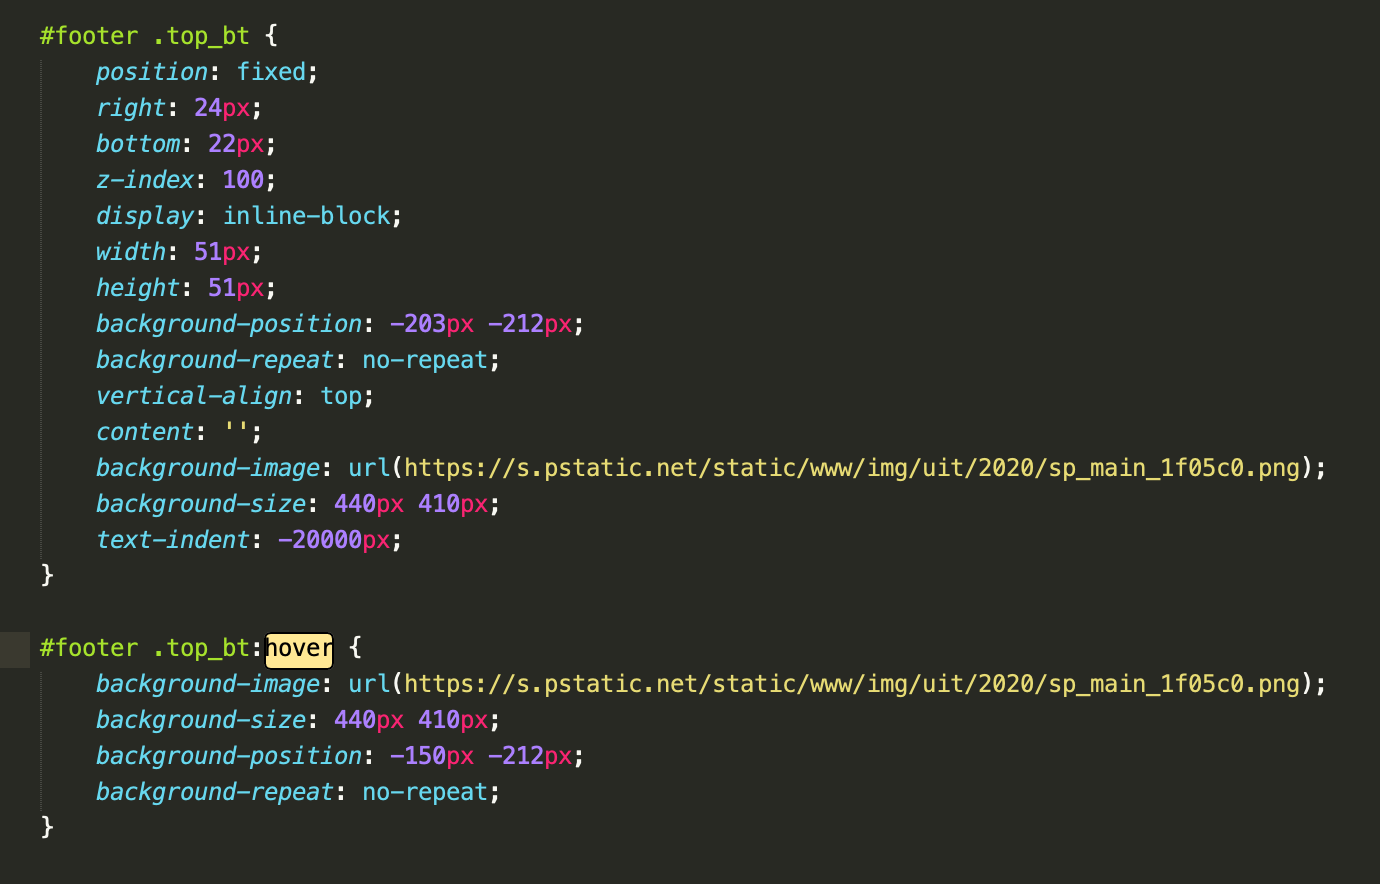 #footer .top_bt {
position: fixed;
right: 24px;
bottom: 22px;
z-index: 100;
display: inline-block;
width: 51px;
height: 51px;
background-position: -203px -212px;
background-repeat: no-repeat;
vertical-align: top;
content: '';
background-image: url(https://s.pstatic.net/static/www/img/uit/2020/sp_main_1f05c0.png);
background-size: 440px 410px;
text-indent: -20000px;
}
#footer .top_bt:hover {
background-image: url(https://s.pstatic.net/static/www/img/uit/2020/sp_main_1f05c0.png);
background-size: 440px 410px;
background-position: -150px -212px;
background-repeat: no-repeat;
}